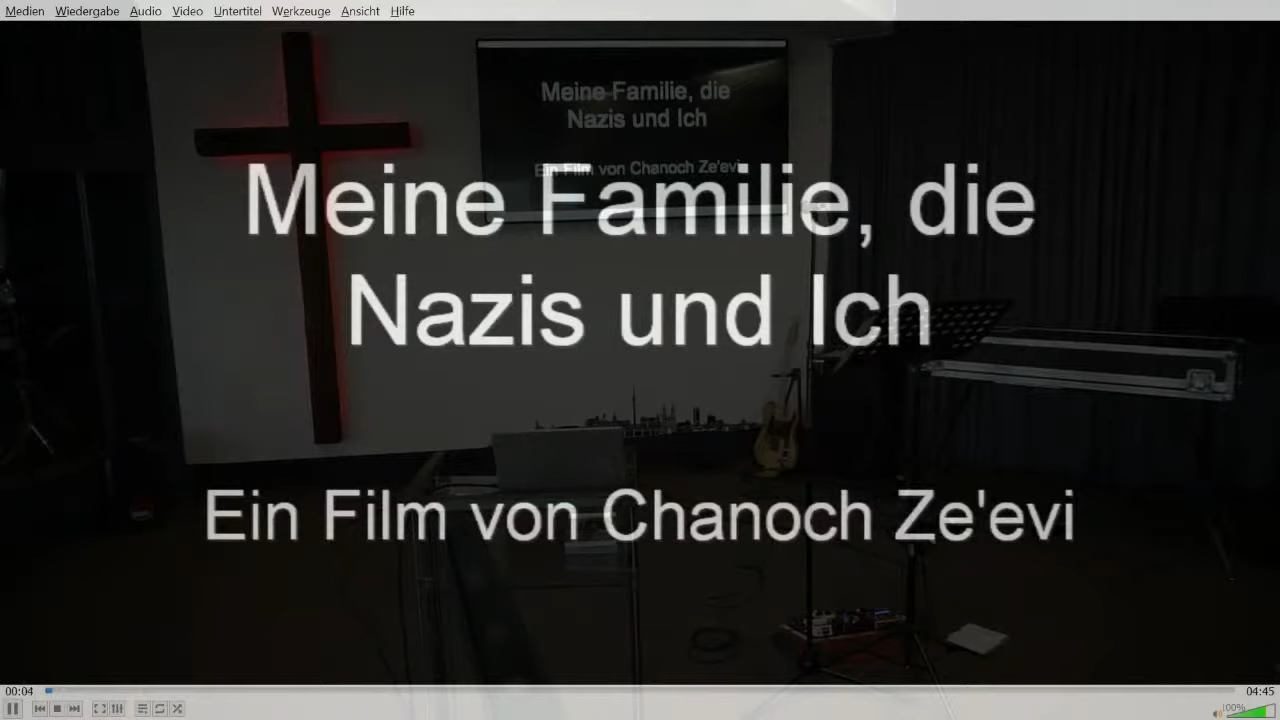 Medien Wiedergabe Audio Video Untertitel Werkzeuge Ansicht Hilfe
Meine Familie, die
Nazis und Ich
Ein Film von Chanoch Ze'evi
Meine Familie, die
Nazis und Ich
Ein Film von Chanoch Ze'evi
00:04
04:45
100%